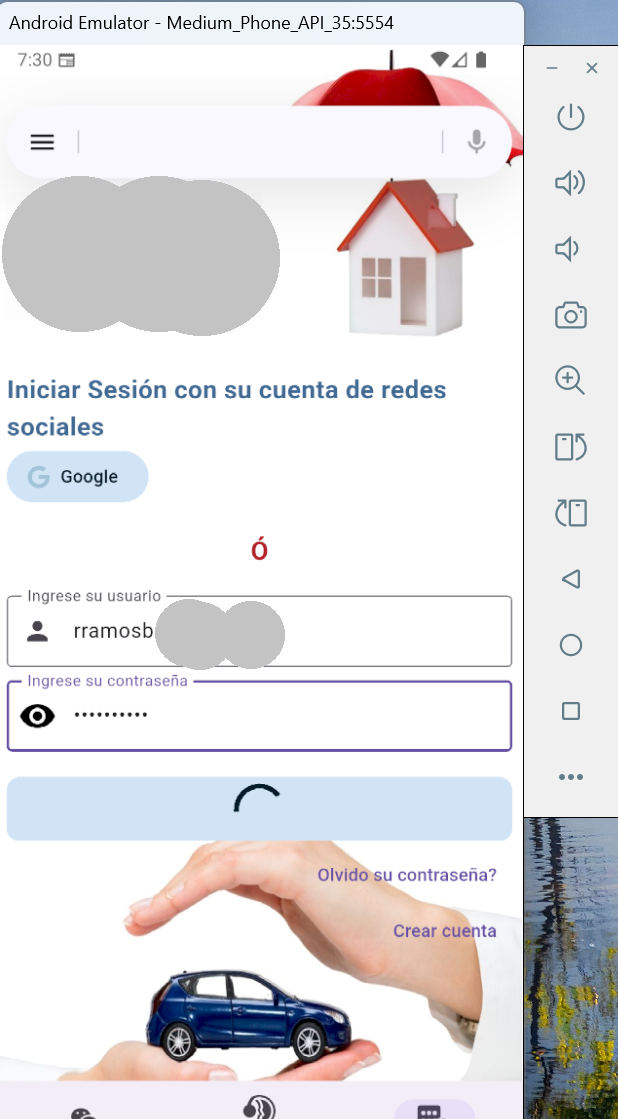 Android Emulator - Medium_Phone_API_35:5554
7:30
Iniciar Sesión con su cuenta de redes
sociales
G Google
Ó
Ingrese su usuario
rramosb
Ingrese su contraseña
••••••••••
Olvido su contraseña?
Crear cuenta